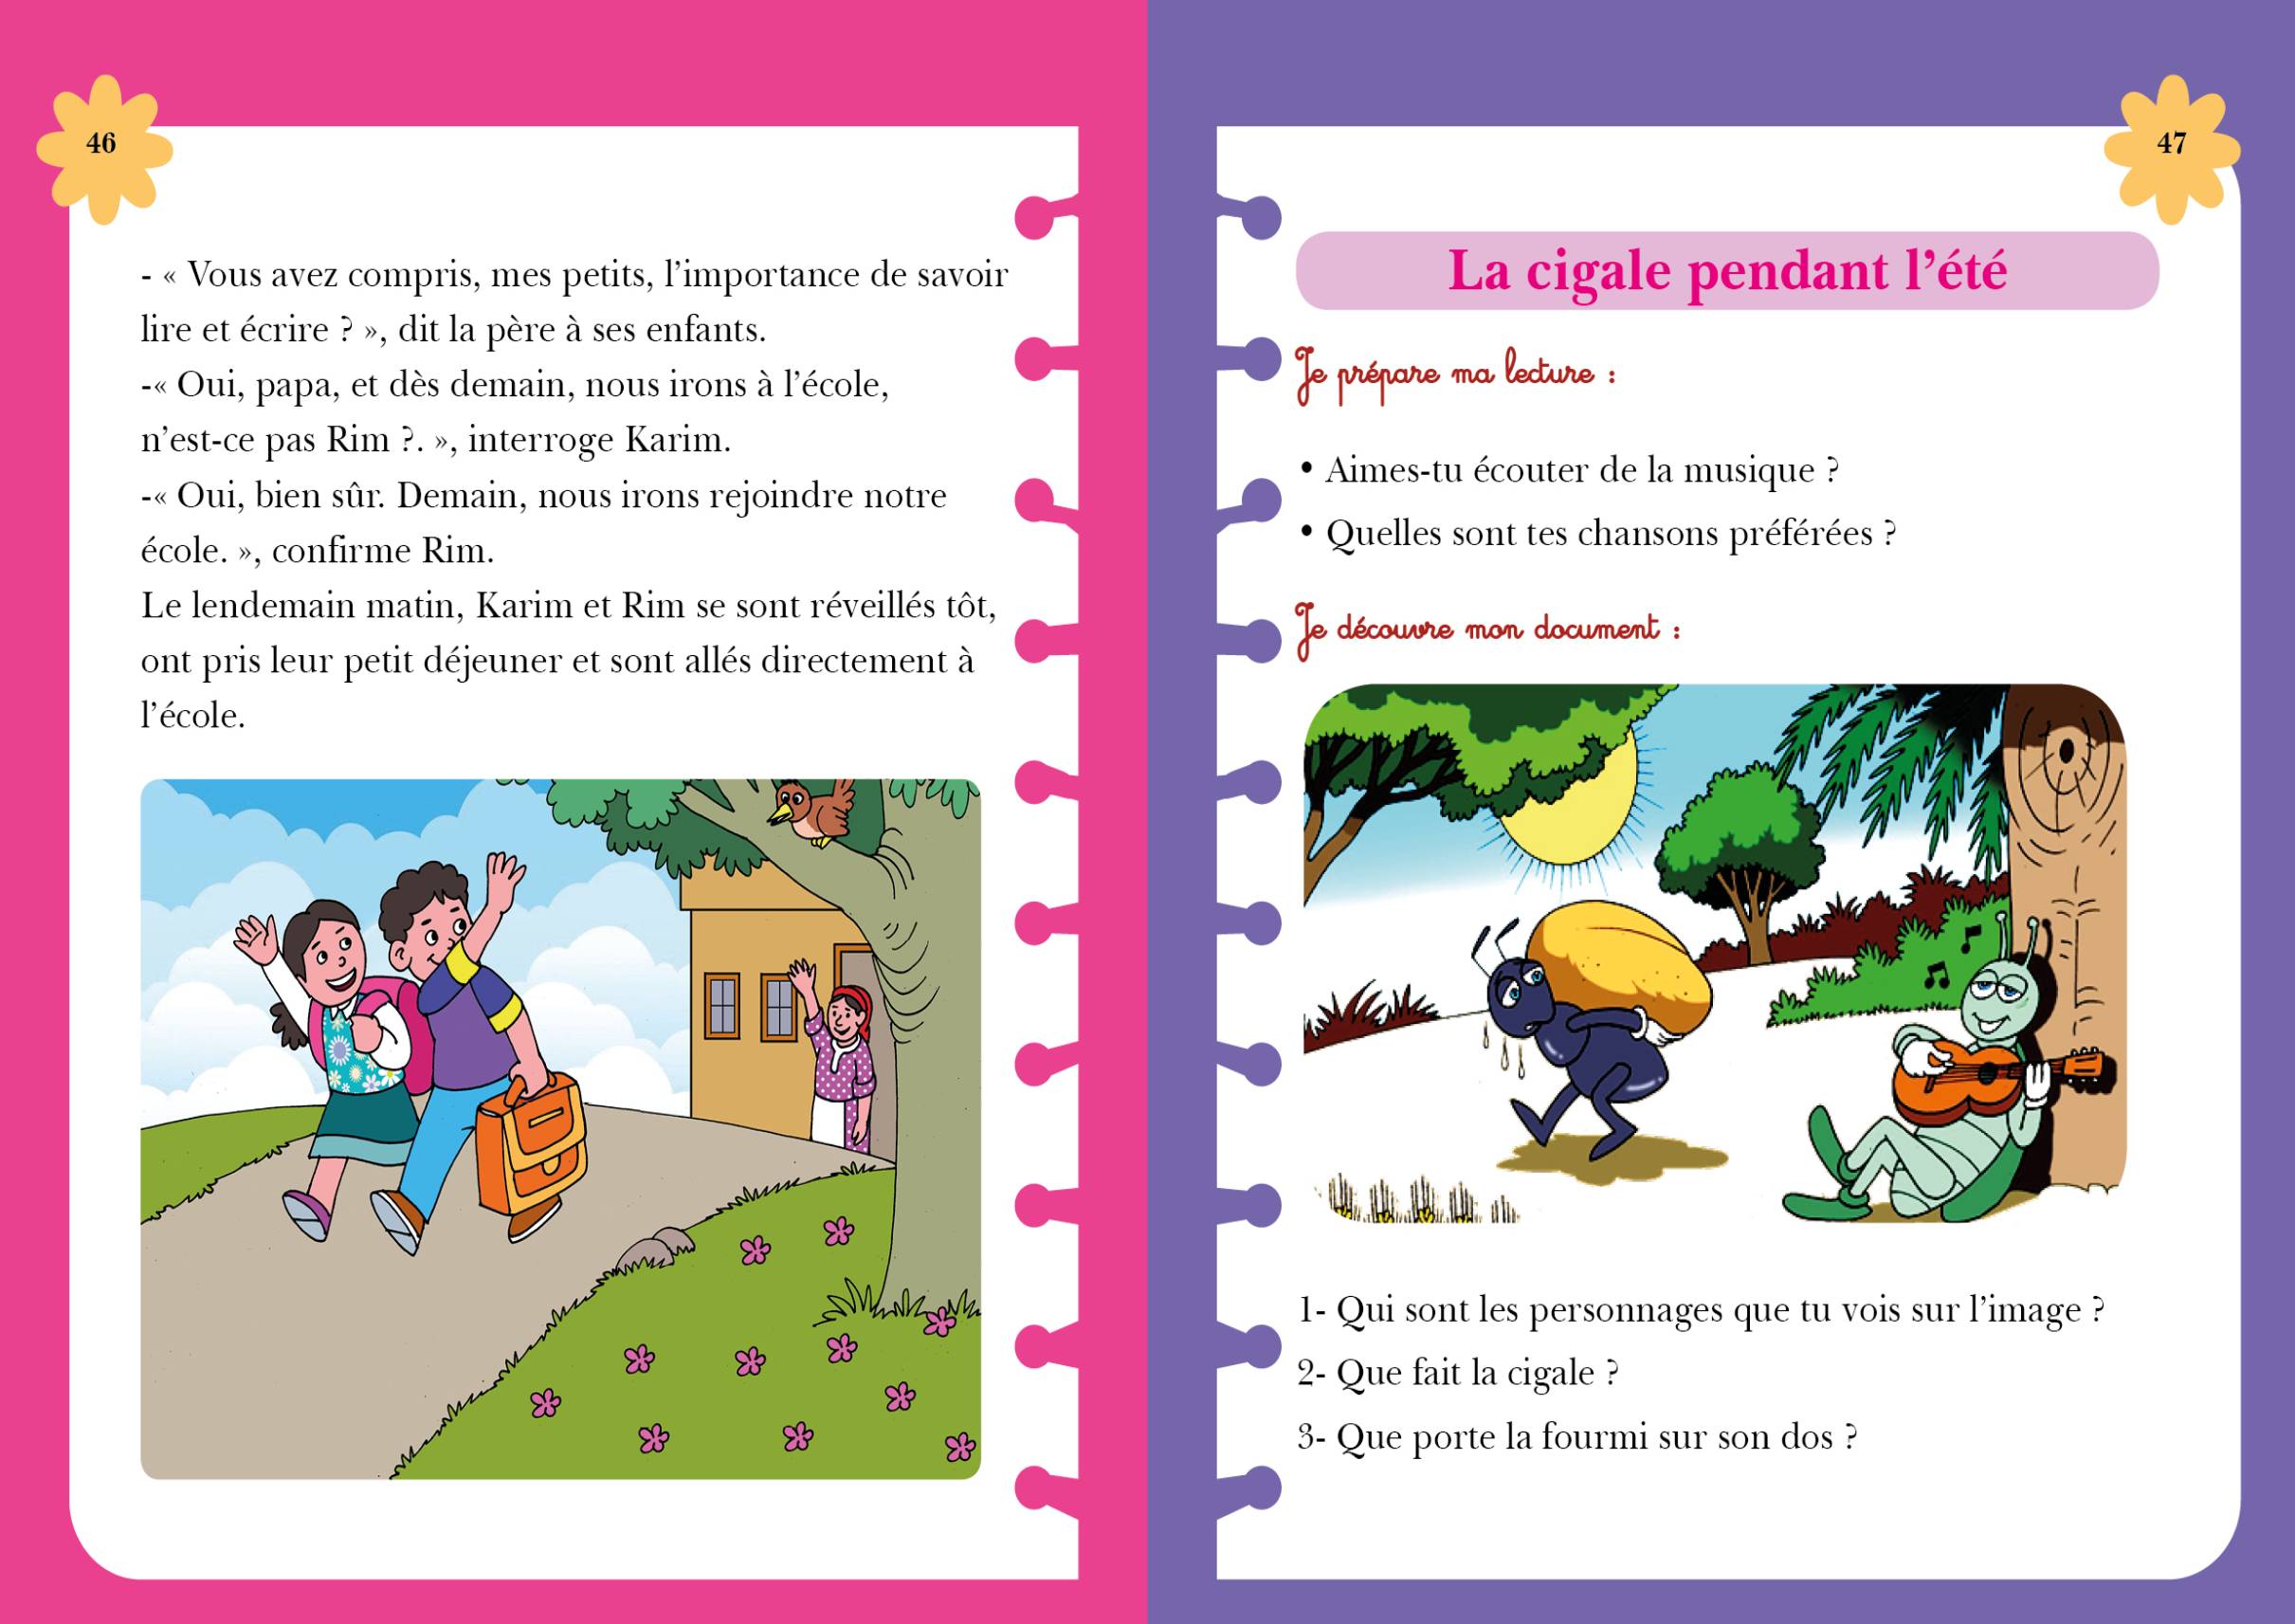 46
- « Vous avez compris, mes petits, l’importance de savoir
lire et écrire ? », dit la père à ses enfants.
-« Oui, papa, et dès demain, nous irons à l’école,
n’est-ce pas Rim ?. », interroge Karim.
-« Oui, bien sûr. Demain, nous irons rejoindre notre
école. », confirme Rim.
Le lendemain matin, Karim et Rim se sont réveillés tôt,
ont pris leur petit déjeuner et sont allés directement à
l’école.
47
La cigale pendant l’été
Je prépare ma lecture :
• Aimes-tu écouter de la musique ?
• Quelles sont tes chansons préférées ?
Je découvre mon document :
1- Qui sont les personnages que tu vois sur l’image ?
2- Que fait la cigale ?
3- Que porte la fourmi sur son dos ?